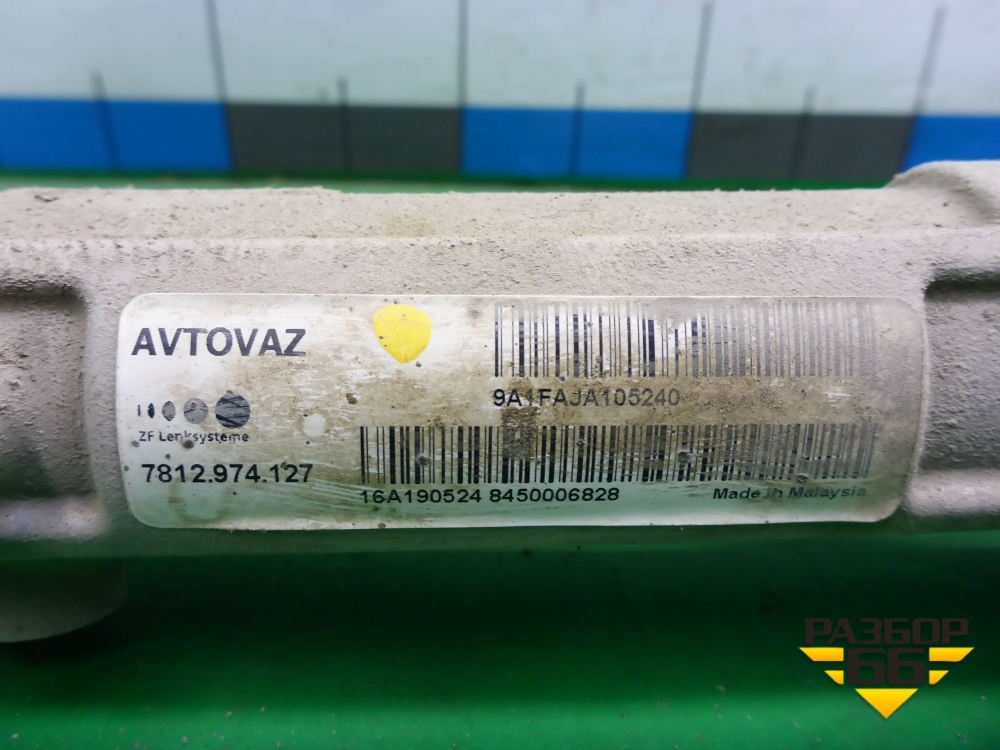 AVTOVAZ
9A1FAJA105240
ZF Lenksysteme
7812.974.127
16A190524 8450006828
Made in Malaysia
РАЗБОР
66